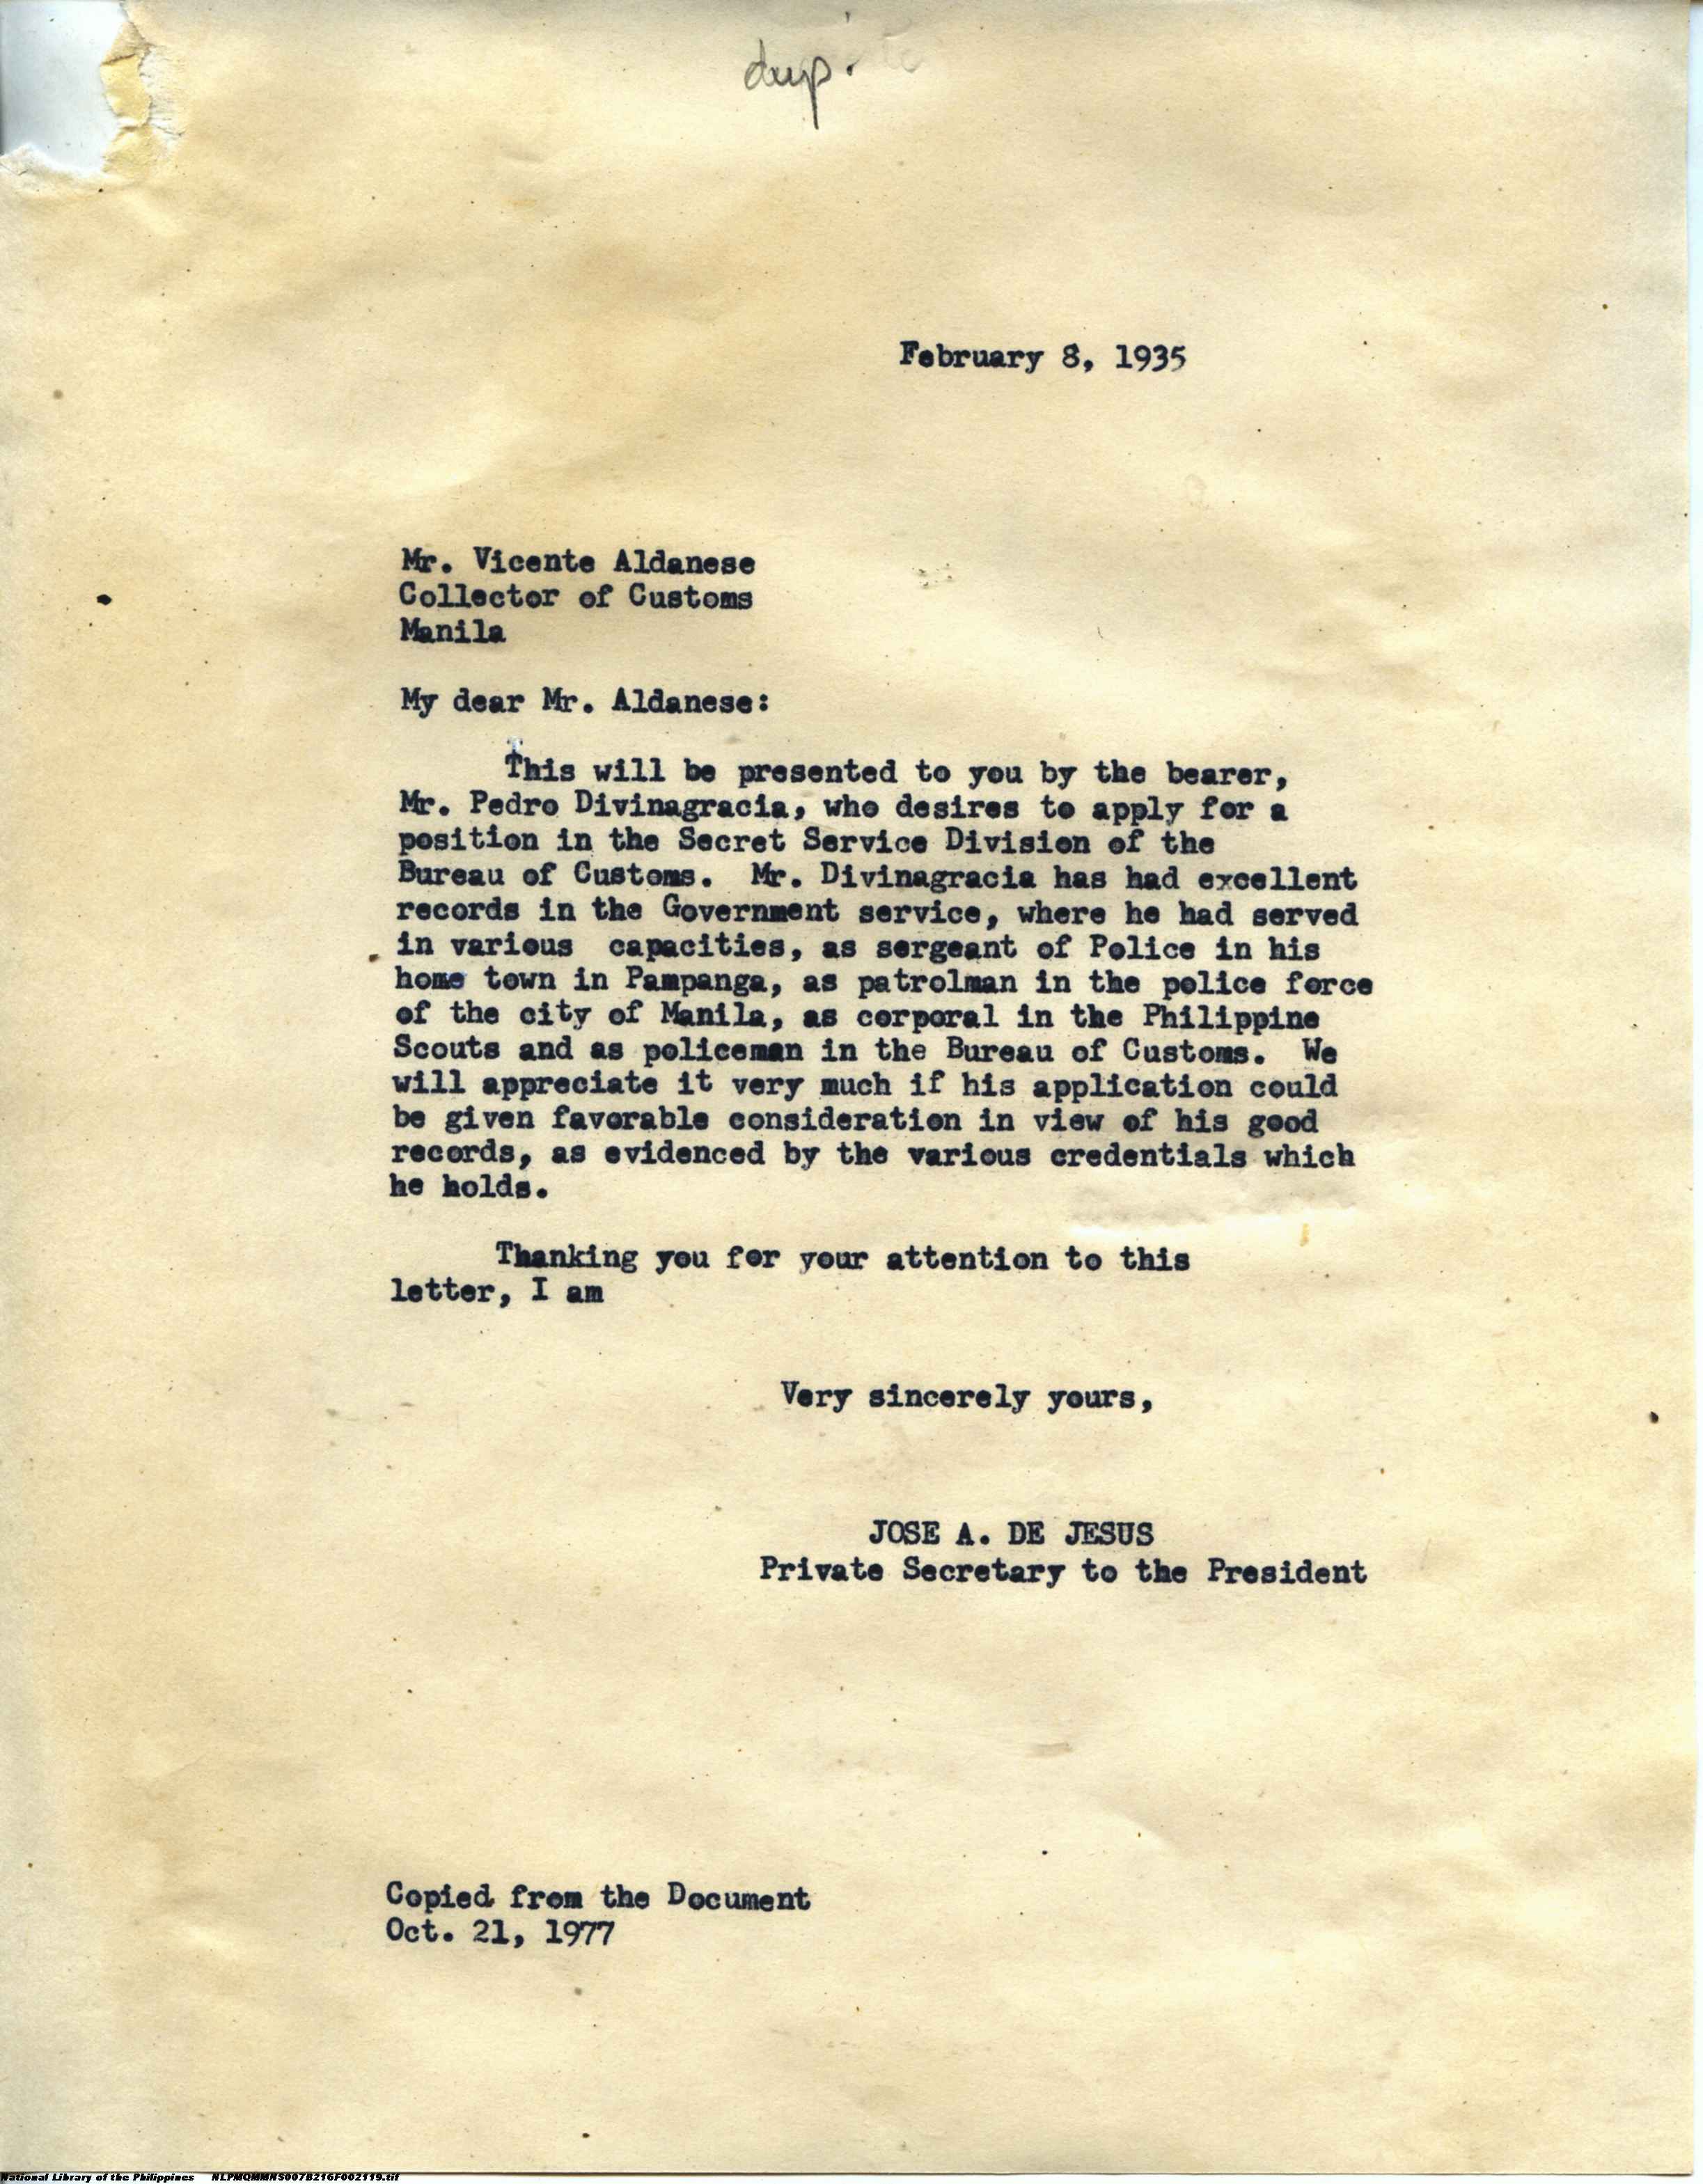 dup.
February 8, 1935
Mr. Vicente Aldanese
Collector of Customs
Manila
My dear Mr. Aldanese:
This will be presented to you by the bearer,
Mr. Pedro Divinagracia, who desires to apply for a
position in the Secret Service Division of the
Bureau of Customs. Mr. Divinagracia has had excellent
records in the Government service, where he had served
in various capacities, as sergeant of Police in his
home town in Pampanga, as patrolman in the police force
of the city of Manila, as corporal in the Philippine
Scouts and as policeman in the Bureau of Customs. We
will appreciate it very much if his application could
be given favorable consideration in view of his good
records, as evidenced by the various credentials which
he holds.
Thanking you for your attention to this
letter, I am
Very sincerely yours,
JOSE A. DE JESUS
Private Secretary to the President
Copied from the Document
Oct. 21, 1977
National Library of the Philippines NLPMQMMNS007B216F002119.tif